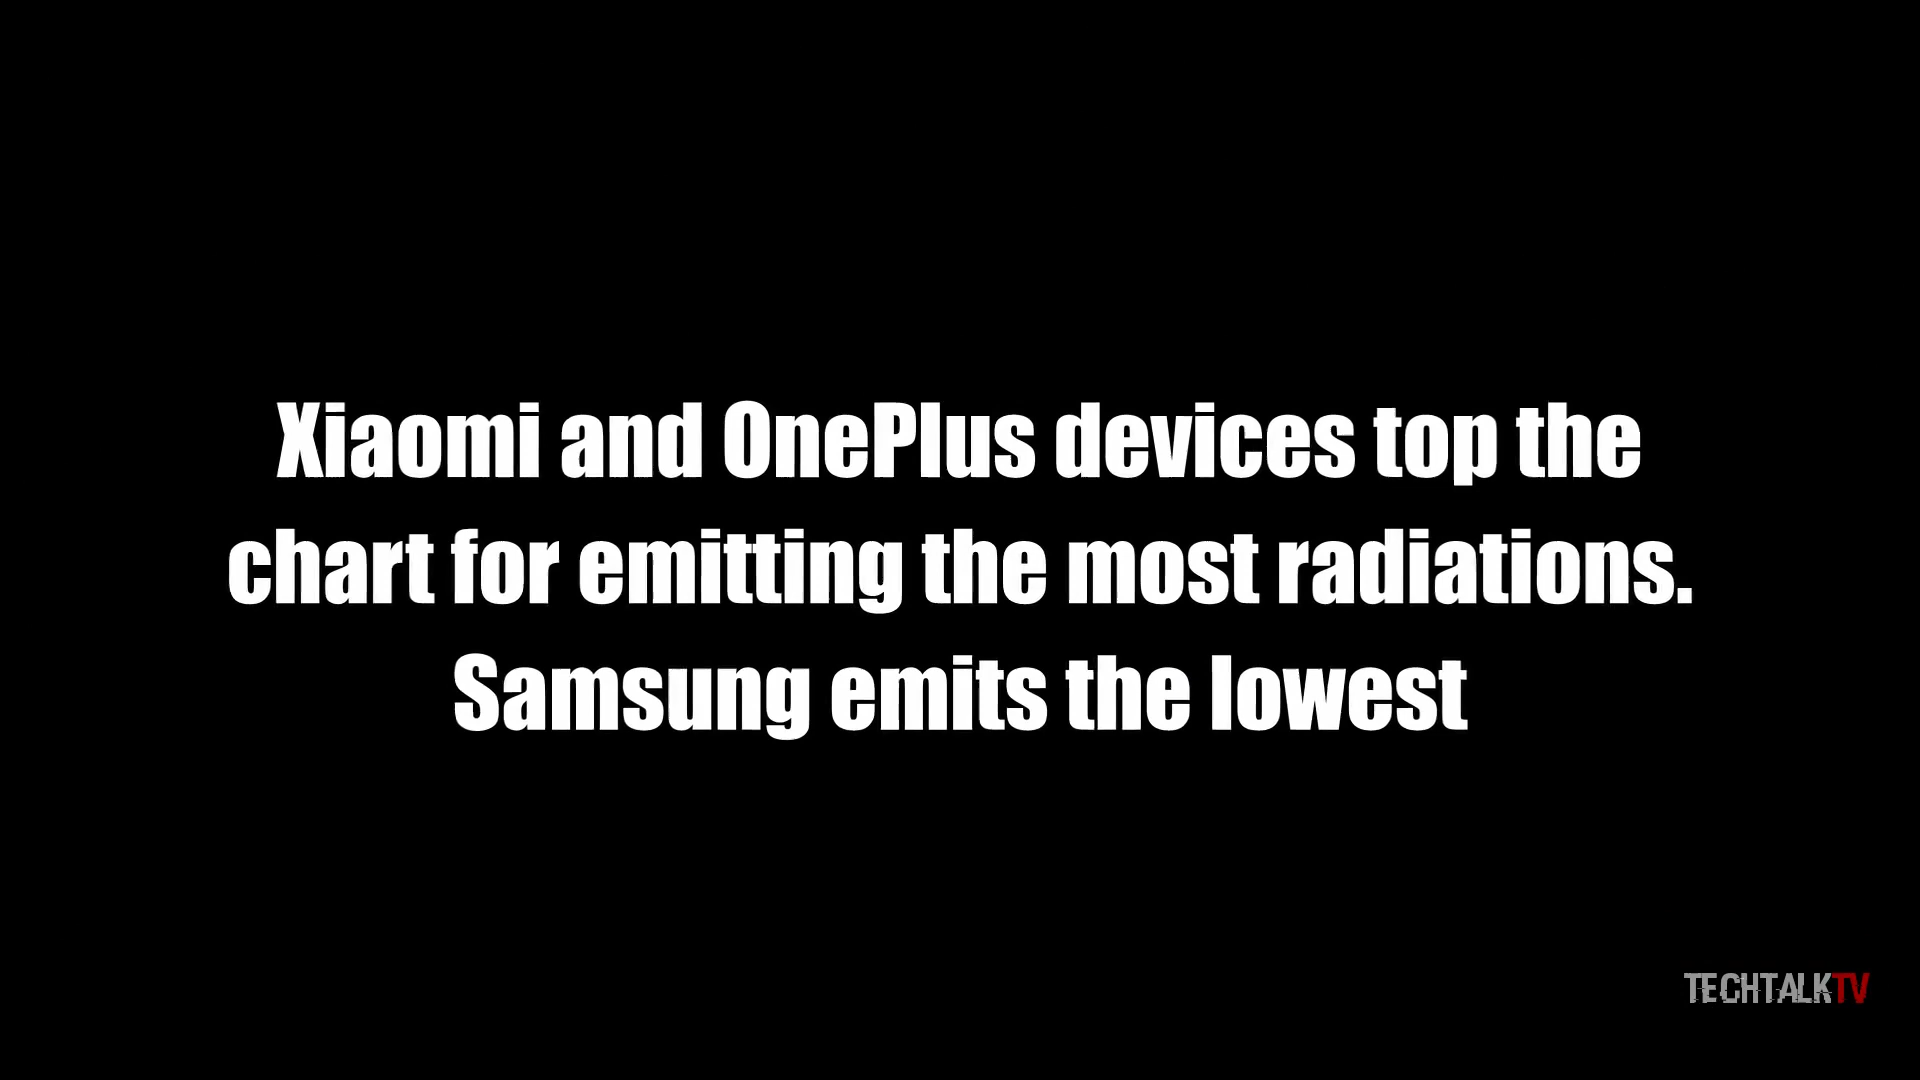 Xiaomi and OnePlus devices top the
chart for emitting the most radiations.
Samsung emits the lowest
TECHTALKTV